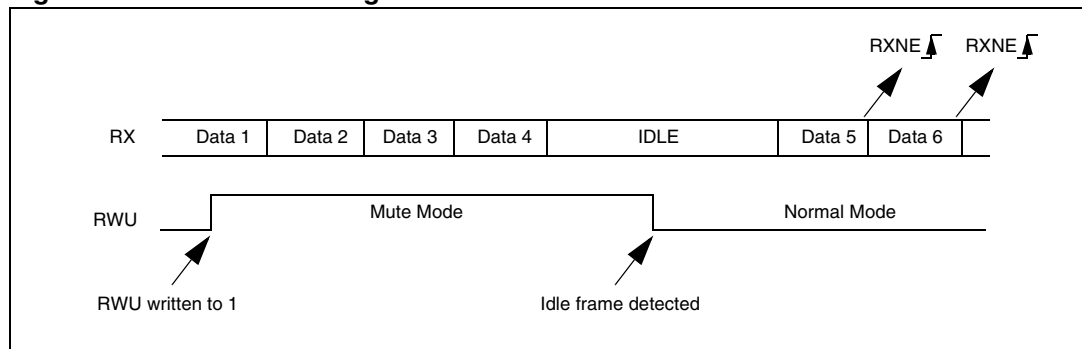 RXNE RXNE
RX Data 1 Data 2 Data 3 Data 4 IDLE Data 5 Data 6
RWU Mute Mode Normal Mode
RWU written to 1 Idle frame detected